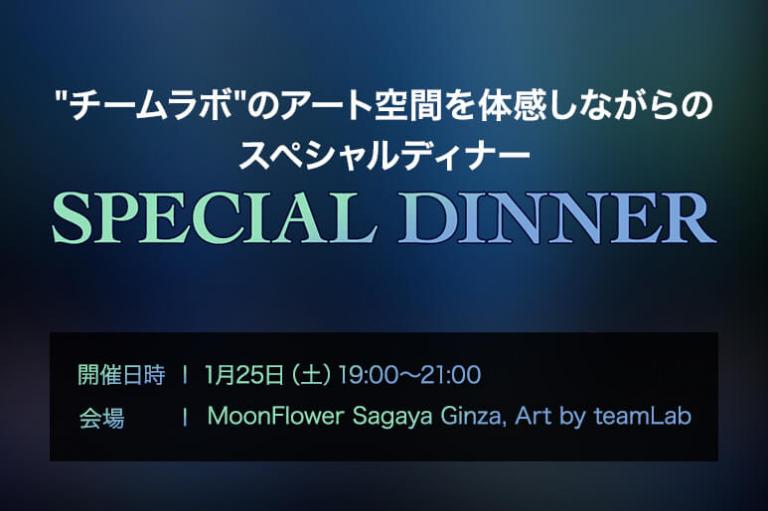 "チームラボ"のアート空間を体感しながらの
スペシャルディナー
SPECIAL DINNER
開催日時 | 1月25日（土）19:00〜21:00
会場 | MoonFlower Sagaya Ginza, Art by teamLab